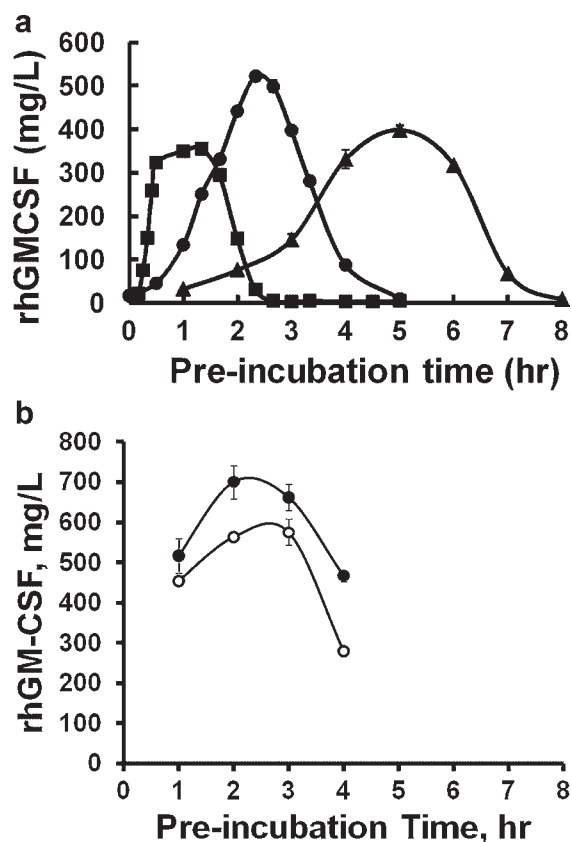 a
600
500
400
300
200
100
0
rhGMCSF (mg/L)
0 1 2 3 4 5 6 7 8
Pre-incubation time (hr)
b
800
700
600
500
400
300
200
100
0
rhGM-CSF, mg/L
0 1 2 3 4 5 6 7 8
Pre-incubation Time, hr